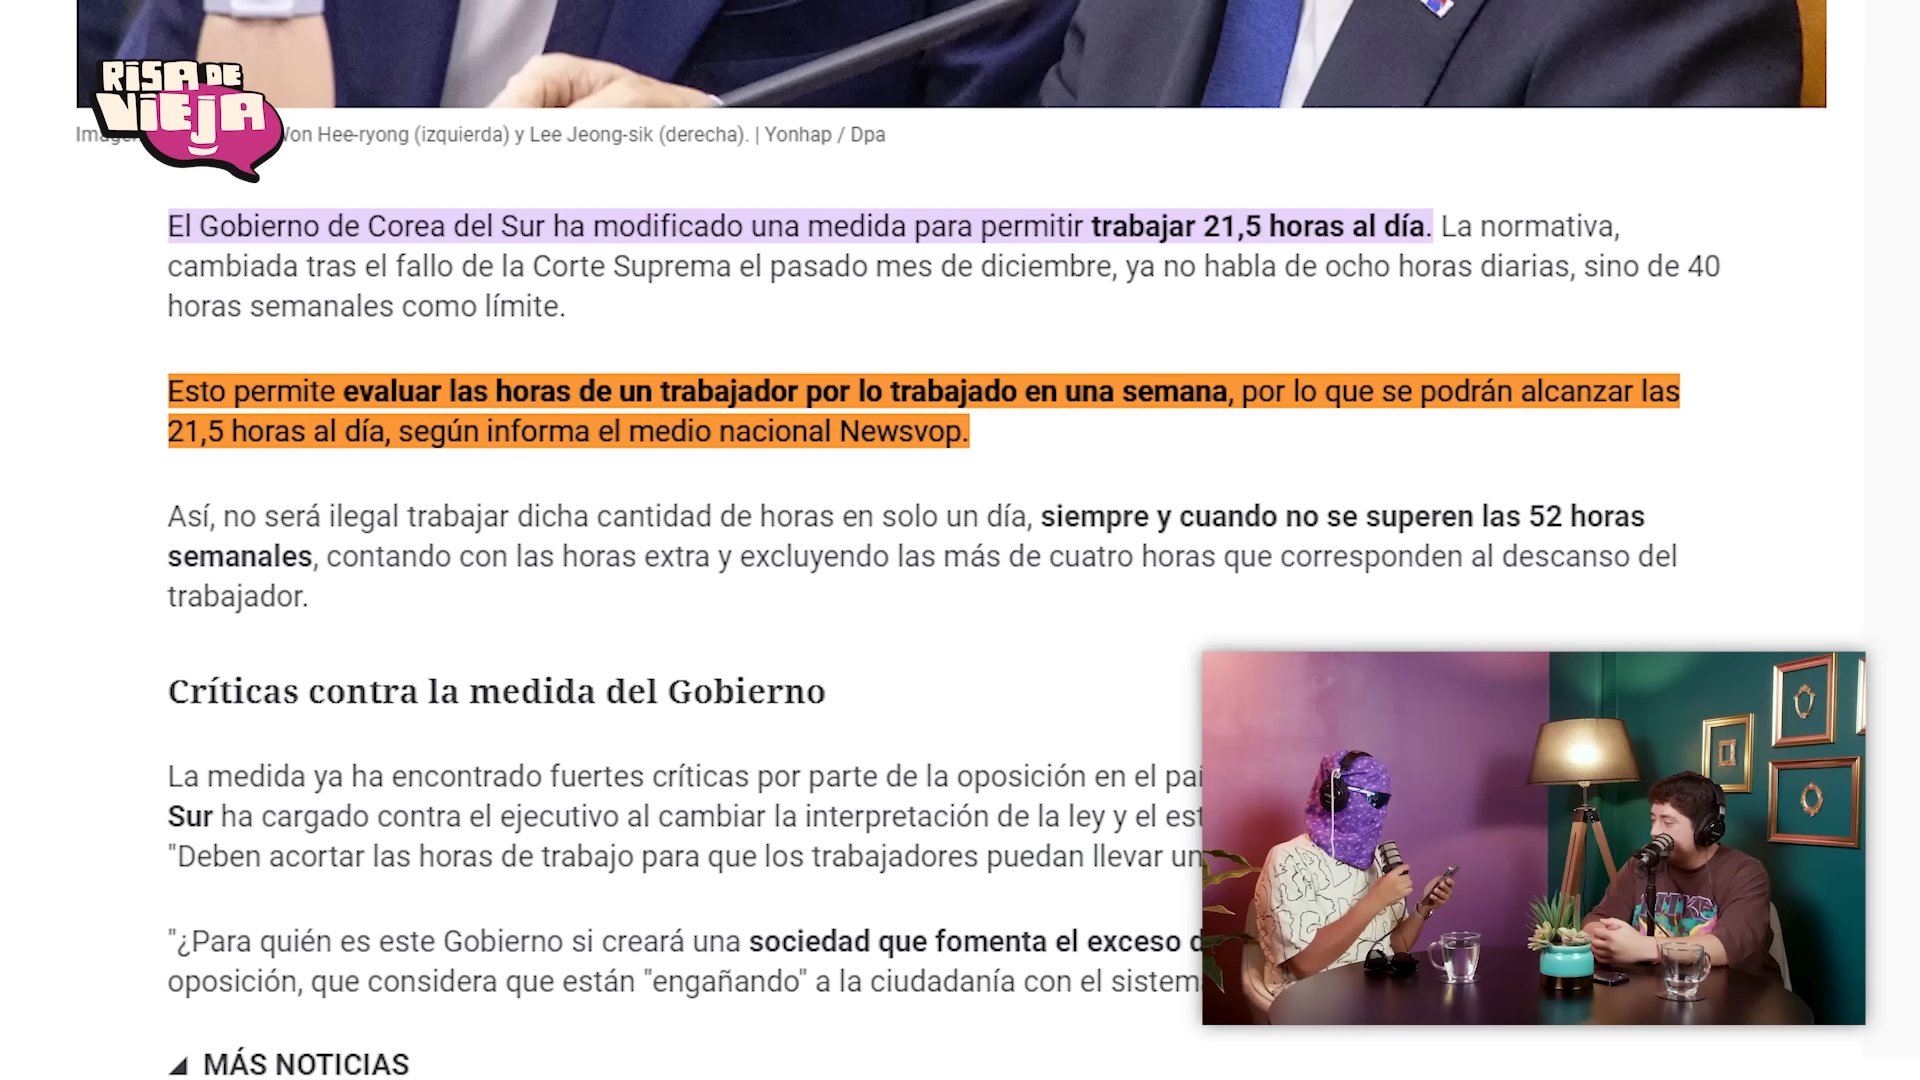 RiSA DE
ViEjA
Won Hee-ryong (izquierda) y Lee Jeong-sik (derecha). | Yonhap / Dpa
El Gobierno de Corea del Sur ha modificado una medida para permitir trabajar 21,5 horas al día. La normativa,
cambiada tras el fallo de la Corte Suprema el pasado mes de diciembre, ya no habla de ocho horas diarias, sino de 40
horas semanales como límite.
Esto permite evaluar las horas de un trabajador por lo trabajado en una semana, por lo que se podrán alcanzar las
21,5 horas al día, según informa el medio nacional Newsvop.
Así, no será ilegal trabajar dicha cantidad de horas en solo un día, siempre y cuando no se superen las 52 horas
semanales, contando con las horas extra y excluyendo las más de cuatro horas que corresponden al descanso del
trabajador.
Críticas contra la medida del Gobierno
La medida ya ha encontrado fuertes críticas por parte de la oposición en el
Sur ha cargado contra el ejecutivo al cambiar la interpretación de la ley y el
"Deben acortar las horas de trabajo para que los trabajadores puedan llevar
"¿Para quién es este Gobierno si creará una sociedad que fomenta el exceso
oposición, que considera que están "engañando" a la ciudadanía con el
MÁS NOTICIAS